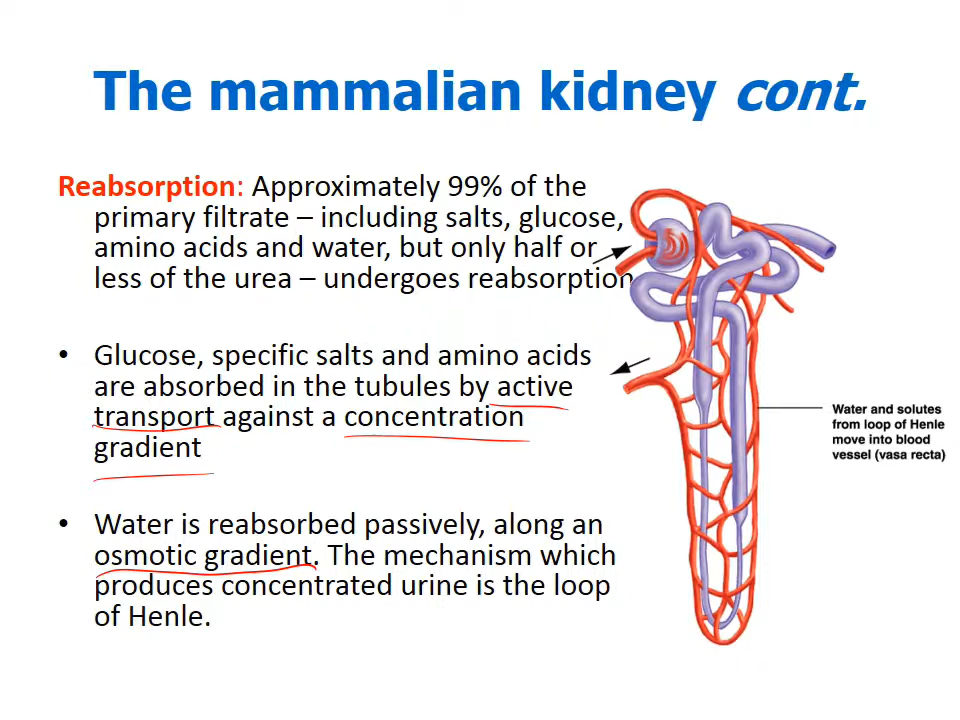 The mammalian kidney cont.
Reabsorption: Approximately 99% of the
primary filtrate – including salts, glucose,
amino acids and water, but only half or
less of the urea – undergoes reabsorption
• Glucose, specific salts and amino acids
are absorbed in the tubules by active
transport against a concentration
gradient
• Water is reabsorbed passively, along an
osmotic gradient. The mechanism which
produces concentrated urine is the loop
of Henle.
Water and solutes
from loop of Henle
move into blood
vessel (vasa recta)